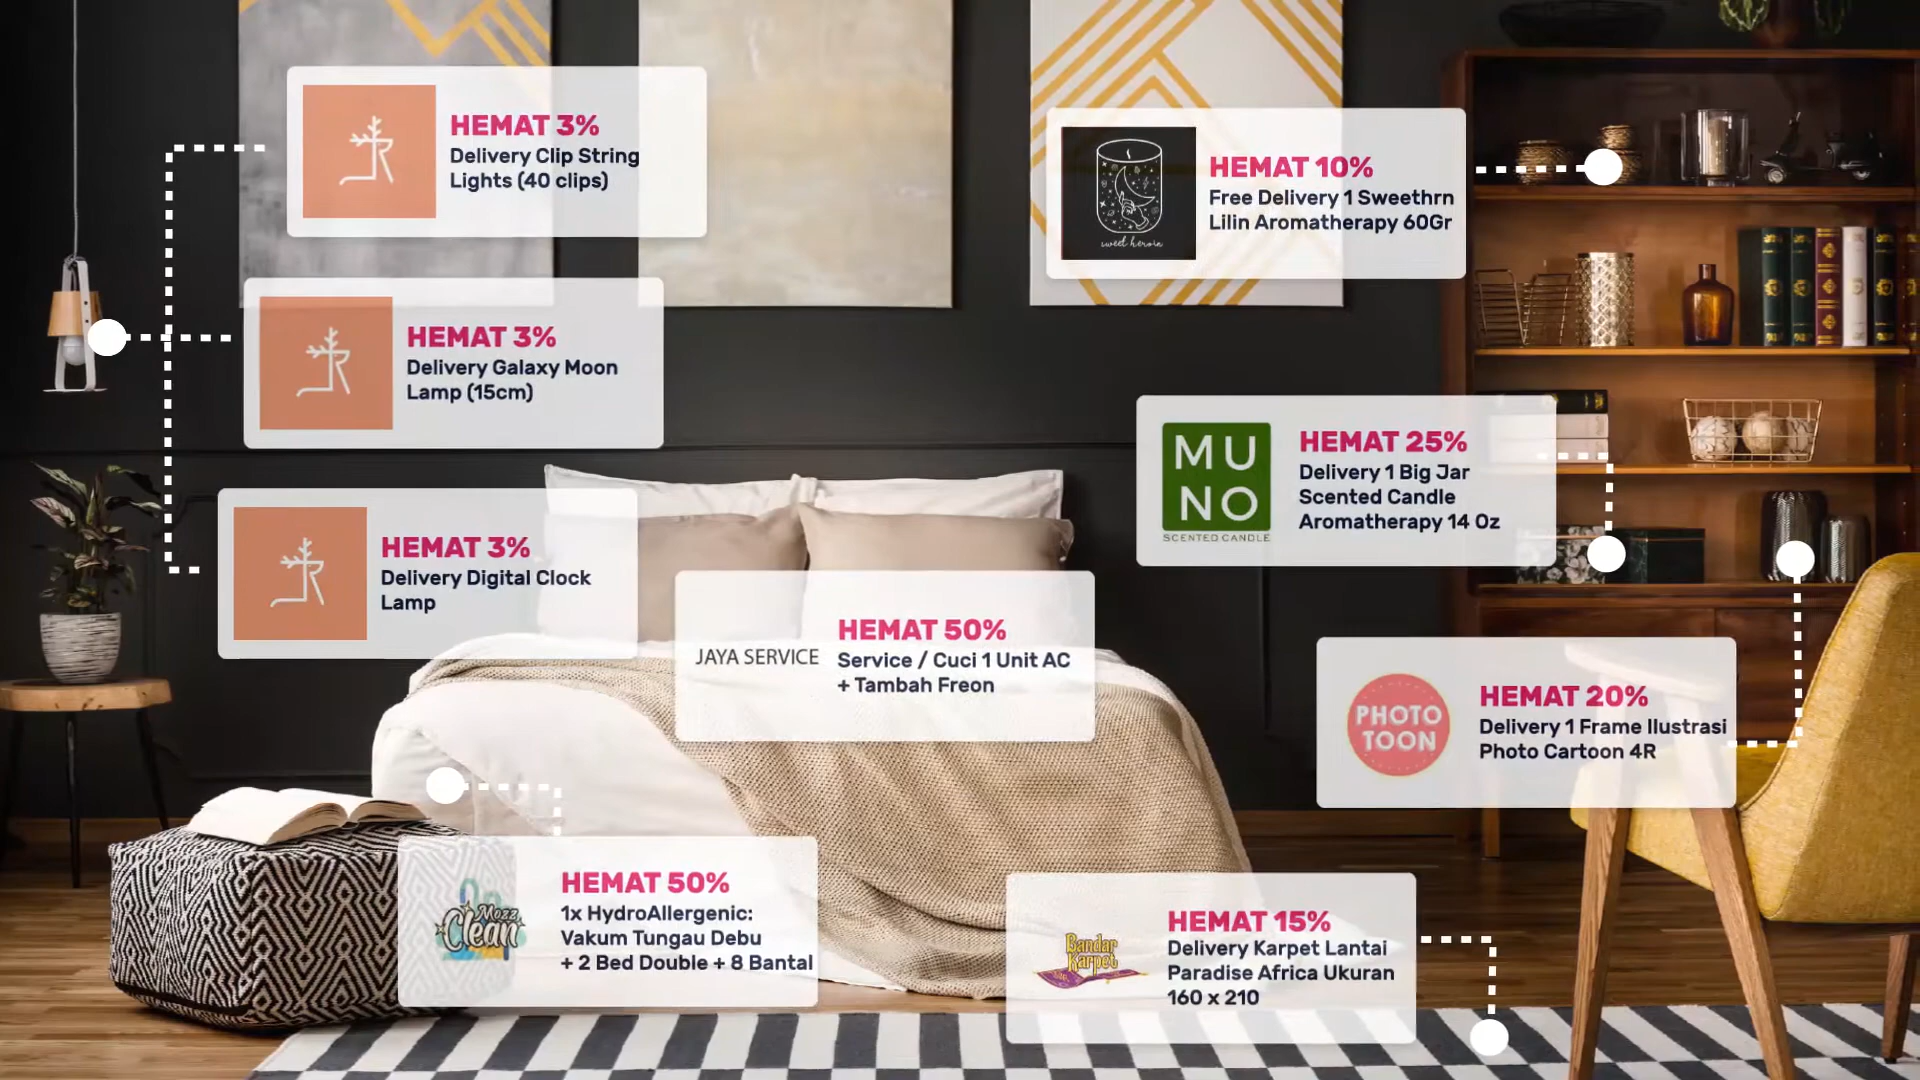 HEMAT 3%
Delivery Clip String
Lights (40 clips)
HEMAT 3%
Delivery Galaxy Moon
Lamp (15cm)
HEMAT 3%
Delivery Digital Clock
Lamp
sweet heroin
HEMAT 10%
Free Delivery 1 Sweethrn
Lilin Aromatherapy 60Gr
MU
NO
SCENTED CANDLE
HEMAT 25%
Delivery 1 Big Jar
Scented Candle
Aromatherapy 14 Oz
JAYA SERVICE
HEMAT 50%
Service / Cuci 1 Unit AC
+ Tambah Freon
PHOTO
TOON
HEMAT 20%
Delivery 1 Frame Ilustrasi
Photo Cartoon 4R
Mozz
Clean
HEMAT 50%
1x HydroAllergenic:
Vakum Tungau Debu
+ 2 Bed Double + 8 Bantal
Bandar
Karpet
HEMAT 15%
Delivery Karpet Lantai
Paradise Africa Ukuran
160 x 210